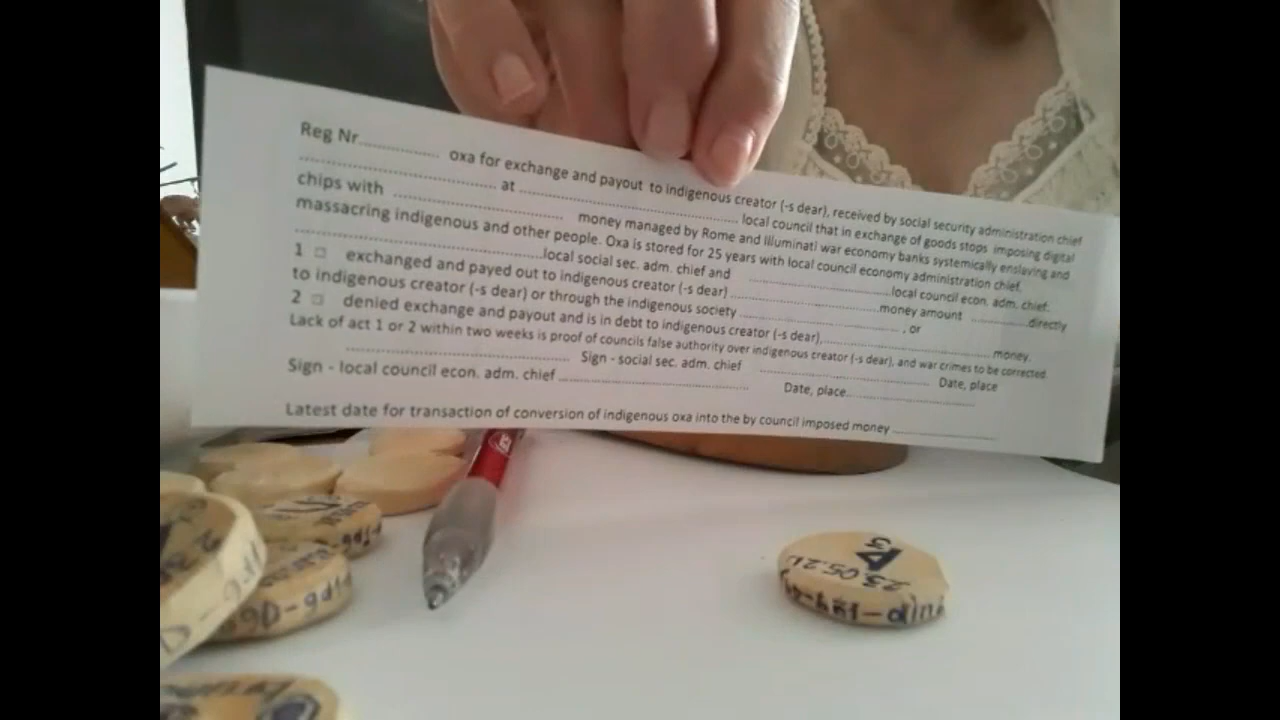 Reg Nr................ oxa for exchange and payout to indigenous creator (-s dear), received by social security administration chief
........................................ at ............................................ local council that in exchange of goods stops imposing digital
chips with ........................................ money managed by Rome and Illuminati war economy banks systemically enslaving and
massacring indigenous and other people. Oxa is stored for 25 years with local council economy administration chief.
........................................local social sec. adm. chief and ........................................local council econ. adm. chief.
1 □ exchanged and payed out to indigenous creator (-s dear) ........................................money amount ................directly
to indigenous creator (-s dear) or through the indigenous society ........................................, or
2 □ denied exchange and payout and is in debt to indigenous creator (-s dear),........................................money.
Lack of act 1 or 2 within two weeks is proof of councils false authority over indigenous creator (-s dear), and war crimes to be corrected.
........................................ Sign - social sec. adm. chief ........................................ Date, place
Sign - local council econ. adm. chief ........................................ Date, place........................................
Latest date for transaction of conversion of indigenous oxa into the by council imposed money ....................
23.05.21